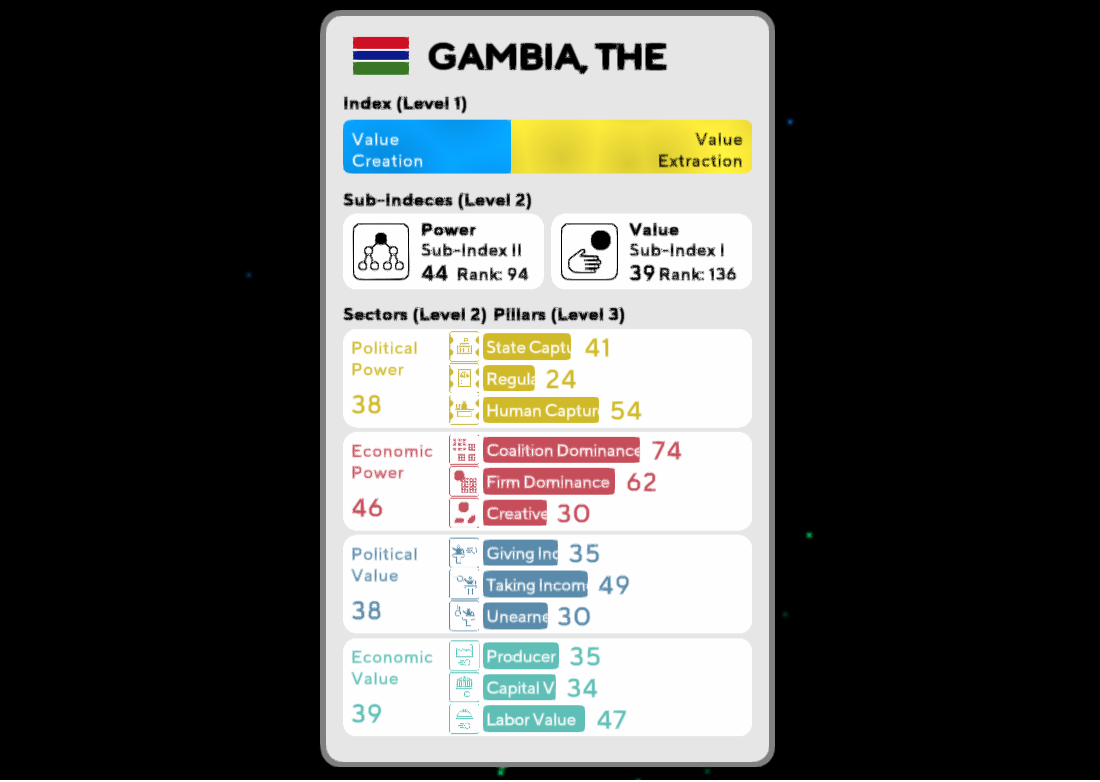 GAMBIA, THE
Index (Level 1)
Value
Creation
Value
Extraction
Sub-Indeces (Level 2)
Power
Sub-Index II
44 Rank: 94
Value
Sub-Index I
39 Rank: 136
Sectors (Level 2) Pillars (Level 3)
Political
Power
38
State Captu 41
Regula 24
Human Captur 54
Economic
Power
46
Coalition Dominance 74
Firm Dominance 62
Creative 30
Political
Value
38
Giving Inc 35
Taking Incom 49
Unearne 30
Economic
Value
39
Producer 35
Capital V 34
Labor Value 47